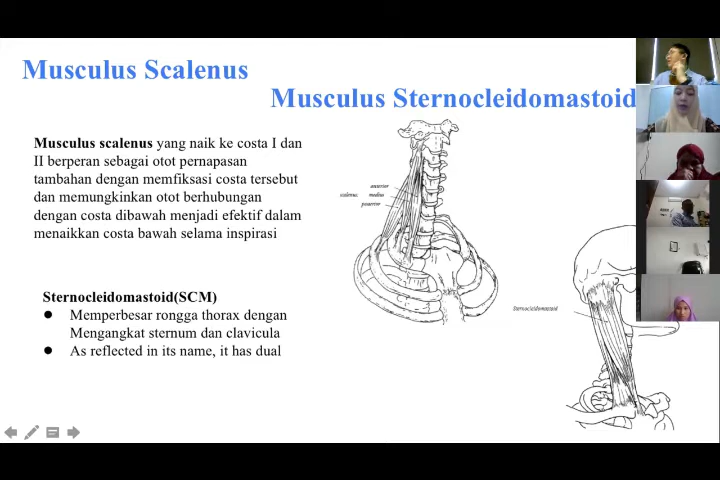 Musculus Scalenus
Musculus Sternocleidomastoid
Musculus scalenus yang naik ke costa I dan
II berperan sebagai otot pernapasan
tambahan dengan memfiksasi costa tersebut
dan memungkinkan otot berhubungan
dengan costa dibawah menjadi efektif dalam
menaikkan costa bawah selama inspirasi
anterior
scalenus, medius
posterior
Sternocleidomastoid(SCM)
● Memperbesar rongga thorax dengan
Mengangkat sternum dan clavicula
● As reflected in its name, it has dual
Sternocleidomastoid